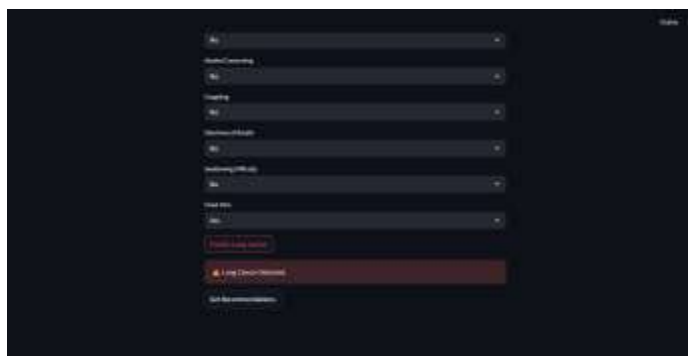 No
Alcohol Consuming
No
Coughing
No
Shortness of Breath
No
Swallowing Difficulty
No
Chest Pain
Yes
Predict Lung Cancer
Lung Cancer Detected
Get Recommendations